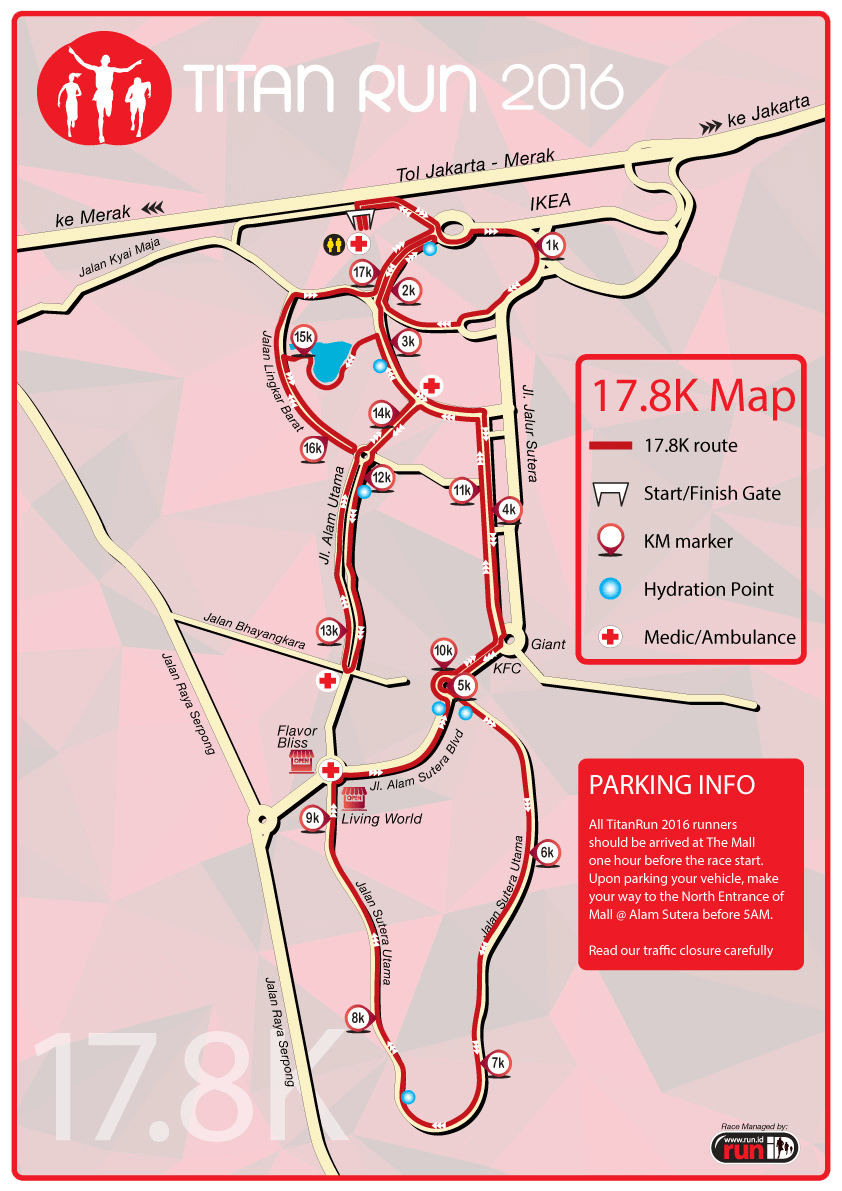 TITAN RUN 2016
ke Jakarta
Tol Jakarta - Merak
ke Merak
IKEA
Jalan Kyai Maja
1k
17k
2k
15k
3k
Jalan Lingkar Barat
14k
Jl. Jalur Sutera
16k
12k
11k
4k
Jl. Alam Utama
13k
Jalan Bhayangkara
10k
Giant
KFC
5k
Jalan Raya Serpong
Flavor
Bliss
OPEN
Jl. Alam Sutera Blvd
OPEN
Living World
9k
6k
Jalan Sutera Utama
Jalan Sutera Utama
8k
7k
Jalan Raya Serpong
17.8K Map
17.8K route
Start/Finish Gate
KM marker
Hydration Point
Medic/Ambulance
PARKING INFO
All TitanRun 2016 runners
should be arrived at The Mall
one hour before the race start.
Upon parking your vehicle, make
your way to the North Entrance of
Mall @ Alam Sutera before 5AM.
Read our traffic closure carefully
17.8K
Race Managed by:
www.run.id
run iD